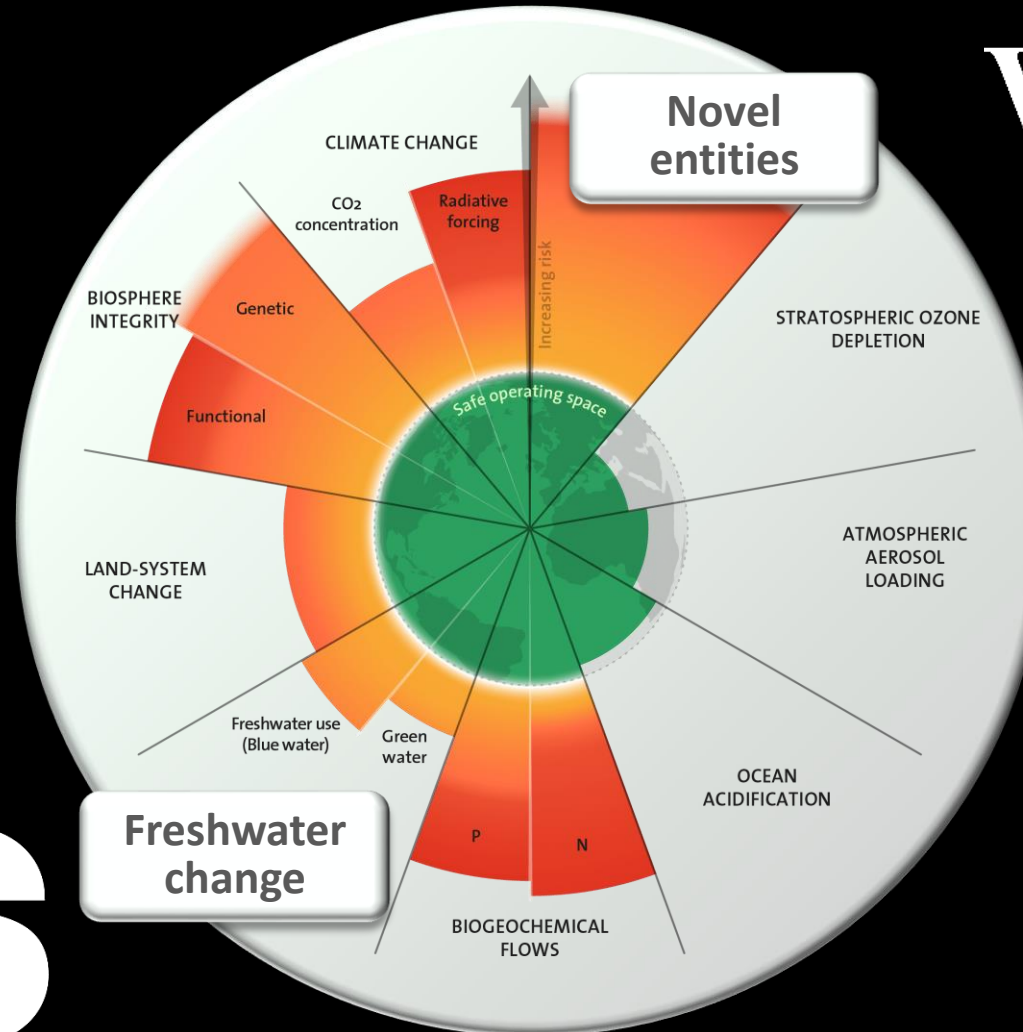 Novel
entities
CLIMATE CHANGE
CO2
concentration
Radiative
forcing
Increasing risk
BIOSPHERE
INTEGRITY
Genetic
Functional
STRATOSPHERIC OZONE
DEPLETION
Safe operating space
ATMOSPHERIC
AEROSOL
LOADING
LAND-SYSTEM
CHANGE
Freshwater use
(Blue water)
Green
water
OCEAN
ACIDIFICATION
P
N
Freshwater
change
BIOGEOCHEMICAL
FLOWS